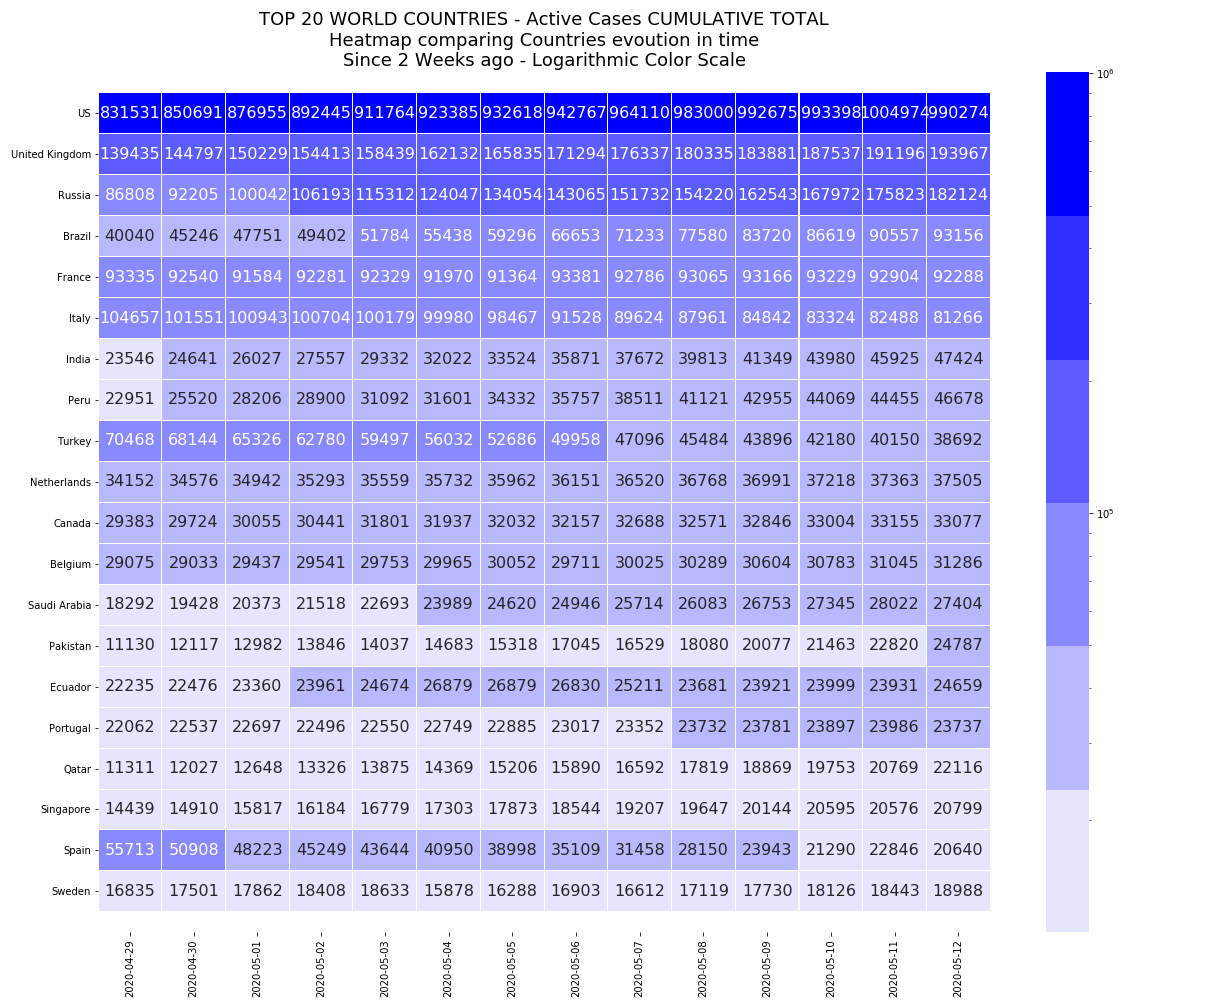 TOP 20 WORLD COUNTRIES - Active Cases CUMULATIVE TOTAL
Heatmap comparing Countries evoution in time
Since 2 Weeks ago - Logarithmic Color Scale
US 831531 850691 876955 892445 911764 923385 932618 942767 964110 983000 992675 993398 1004974 990274
United Kingdom 139435 144797 150229 154413 158439 162132 165835 171294 176337 180335 183881 187537 191196 193967
Russia 86808 92205 100042 106193 115312 124047 134054 143065 151732 154220 162543 167972 175823 182124
Brazil 40040 45246 47751 49402 51784 55438 59296 66653 71233 77580 83720 86619 90557 93156
France 93335 92540 91584 92281 92329 91970 91364 93381 92786 93065 93166 93229 92904 92288
Italy 104657 101551 100943 100704 100179 99980 98467 91528 89624 87961 84842 83324 82488 81266
India 23546 24641 26027 27557 29332 32022 33524 35871 37672 39813 41349 43980 45925 47424
Peru 22951 25520 28206 28900 31092 31601 34332 35757 38511 41121 42955 44069 44455 46678
Turkey 70468 68144 65326 62780 59497 56032 52686 49958 47096 45484 43896 42180 40150 38692
Netherlands 34152 34576 34942 35293 35559 35732 35962 36151 36520 36768 36991 37218 37363 37505
Canada 29383 29724 30055 30441 31801 31937 32032 32157 32688 32571 32846 33004 33155 33077
Belgium 29075 29033 29437 29541 29753 29965 30052 29711 30025 30289 30604 30783 31045 31286
Saudi Arabia 18292 19428 20373 21518 22693 23989 24620 24946 25714 26083 26753 27345 28022 27404
Pakistan 11130 12117 12982 13846 14037 14683 15318 17045 16529 18080 20077 21463 22820 24787
Ecuador 22235 22476 23360 23961 24674 26879 26879 26830 25211 23681 23921 23999 23931 24659
Portugal 22062 22537 22697 22496 22550 22749 22885 23017 23352 23732 23781 23897 23986 23737
Qatar 11311 12027 12648 13326 13875 14369 15206 15890 16592 17819 18869 19753 20769 22116
Singapore 14439 14910 15817 16184 16779 17303 17873 18544 19207 19647 20144 20595 20576 20799
Spain 55713 50908 48223 45249 43644 40950 38998 35109 31458 28150 23943 21290 22846 20640
Sweden 16835 17501 17862 18408 18633 15878 16288 16903 16612 17119 17730 18126 18443 18988
2020-04-29 2020-04-30 2020-05-01 2020-05-02 2020-05-03 2020-05-04 2020-05-05 2020-05-06 2020-05-07 2020-05-08 2020-05-09 2020-05-10 2020-05-11 2020-05-12
10⁶
10⁵